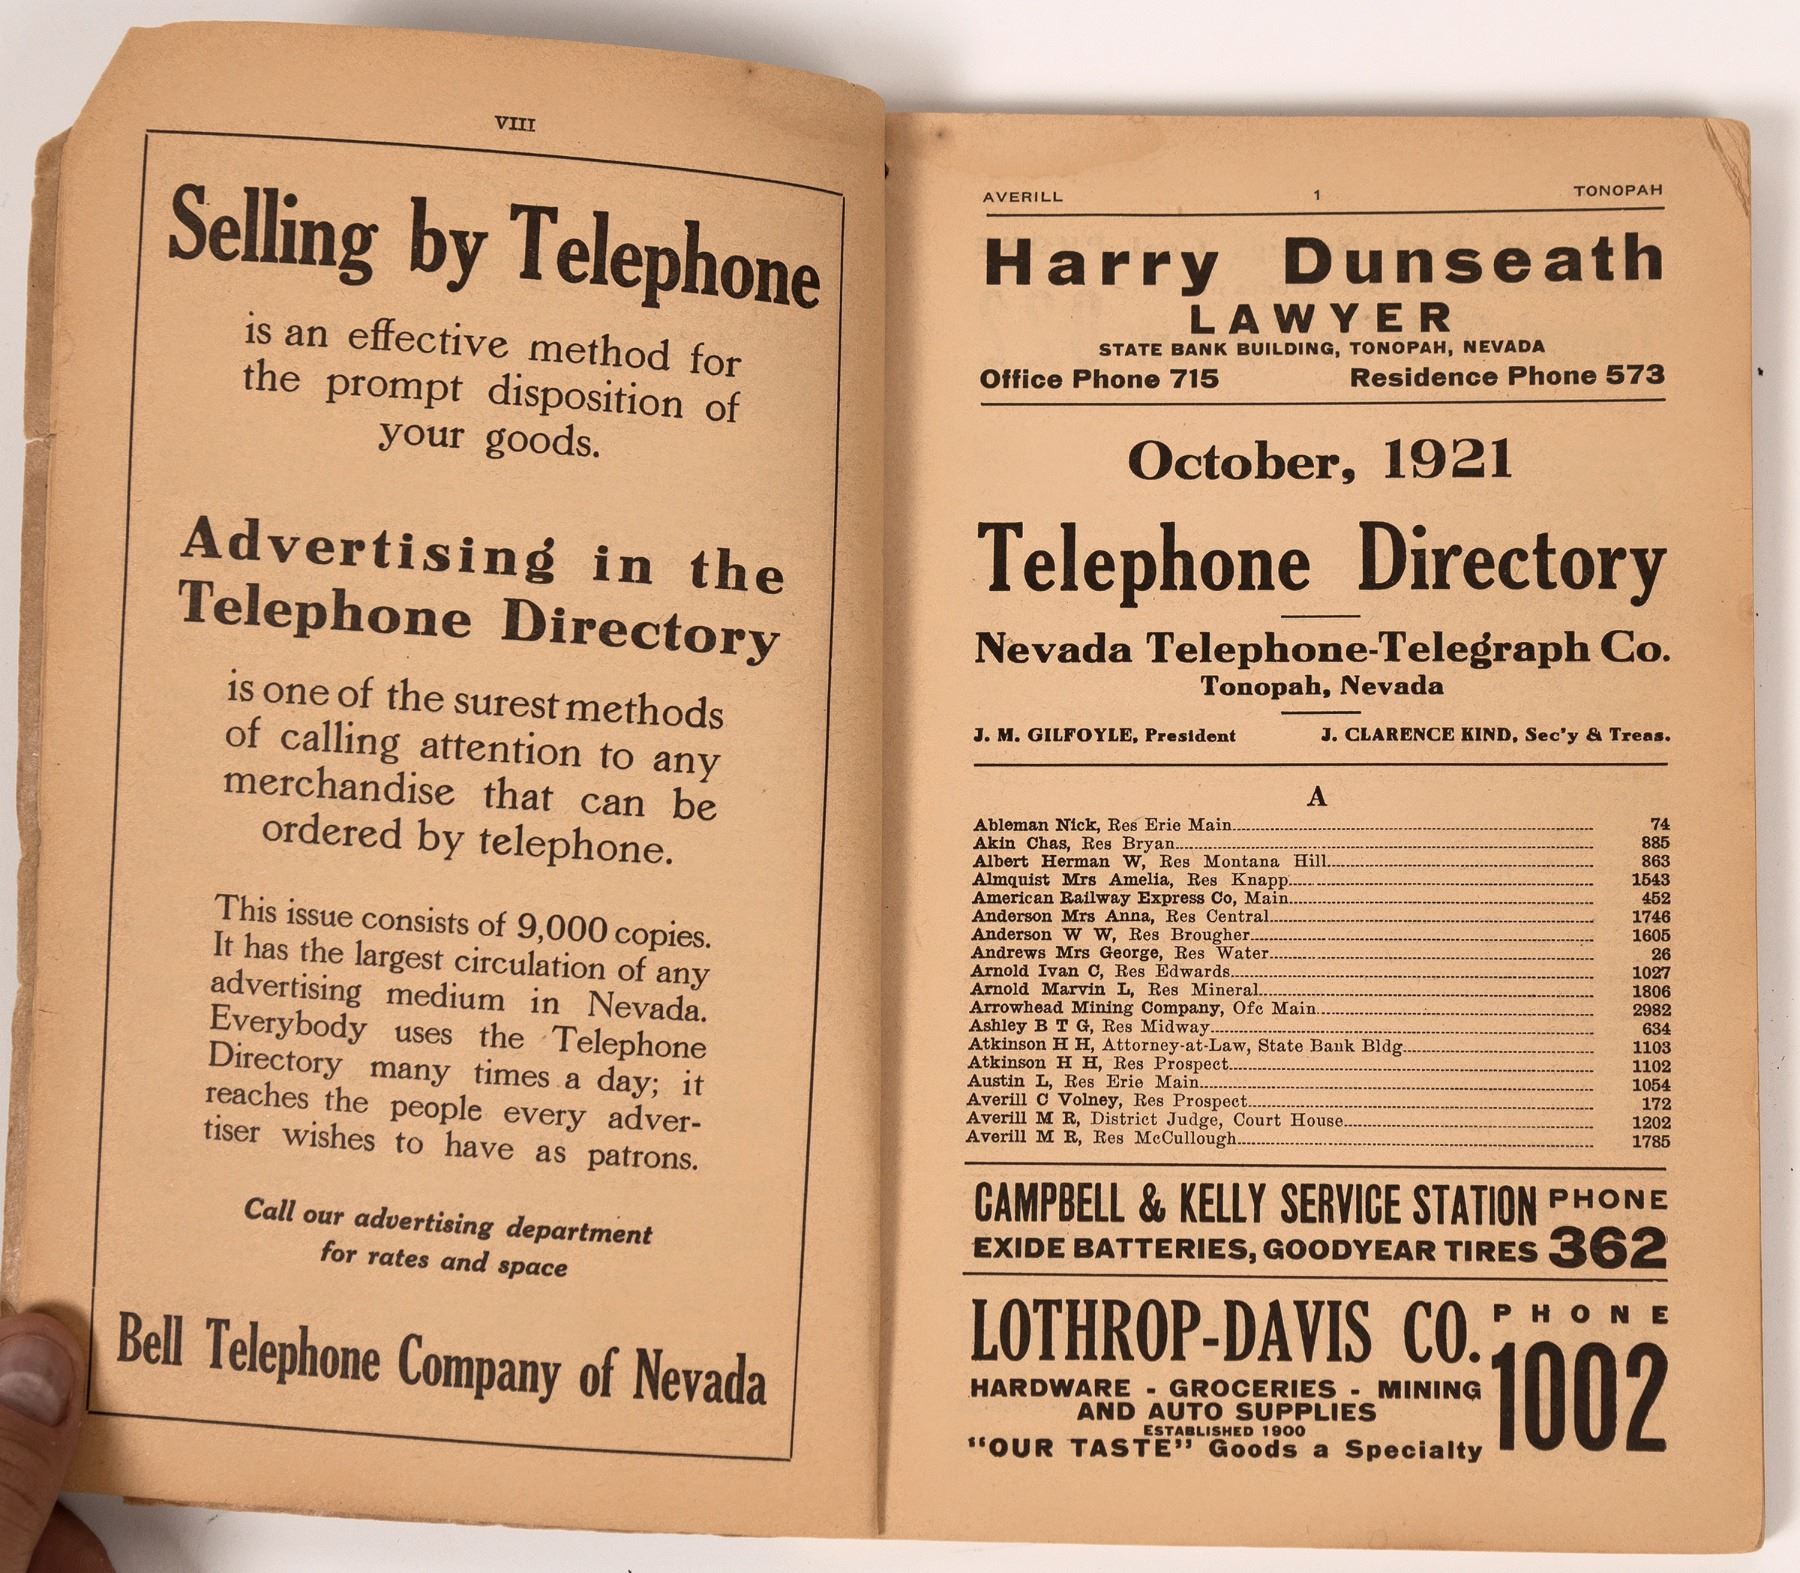 VIII
Selling by Telephone
is an effective method for
the prompt disposition of
your goods.
Advertising in the
Telephone Directory
is one of the surest methods
of calling attention to any
merchandise that can be
ordered by telephone.
This issue consists of 9,000 copies.
It has the largest circulation of any
advertising medium in Nevada.
Everybody uses the Telephone
Directory many times a day; it
reaches the people every adver-
tiser wishes to have as patrons.
Call our advertising department
for rates and space
Bell Telephone Company of Nevada
AVERILL 1 TONOPAH
Harry Dunseath
LAWYER
STATE BANK BUILDING, TONOPAH, NEVADA
Office Phone 715 Residence Phone 573
October, 1921
Telephone Directory
Nevada Telephone-Telegraph Co.
Tonopah, Nevada
J. M. GILFOYLE, President J. CLARENCE KIND, Sec'y & Treas.
A
Ableman Nick, Res Erie Main 74
Akin Chas, Res Bryan 885
Albert Herman W, Res Montana Hill 863
Almquist Mrs Amelia, Res Knapp 1543
American Railway Express Co, Main 452
Anderson Mrs Anna, Res Central 1746
Anderson W W, Res Brougher 1605
Andrews Mrs George, Res Water 26
Arnold Ivan C, Res Edwards 1027
Arnold Marvin L, Res Mineral 1806
Arrowhead Mining Company, Ofc Main 2982
Ashley B T G, Res Midway 634
Atkinson H H, Attorney-at-Law, State Bank Bldg 1103
Atkinson H H, Res Prospect 1102
Austin L, Res Erie Main 1054
Averill C Volney, Res Prospect 172
Averill M R, District Judge, Court House 1202
Averill M R, Res McCullough 1785
CAMPBELL & KELLY SERVICE STATION PHONE
EXIDE BATTERIES, GOODYEAR TIRES 362
LOTHROP-DAVIS CO. PHONE
HARDWARE - GROCERIES - MINING 1002
AND AUTO SUPPLIES
ESTABLISHED 1900
"OUR TASTE" Goods a Specialty